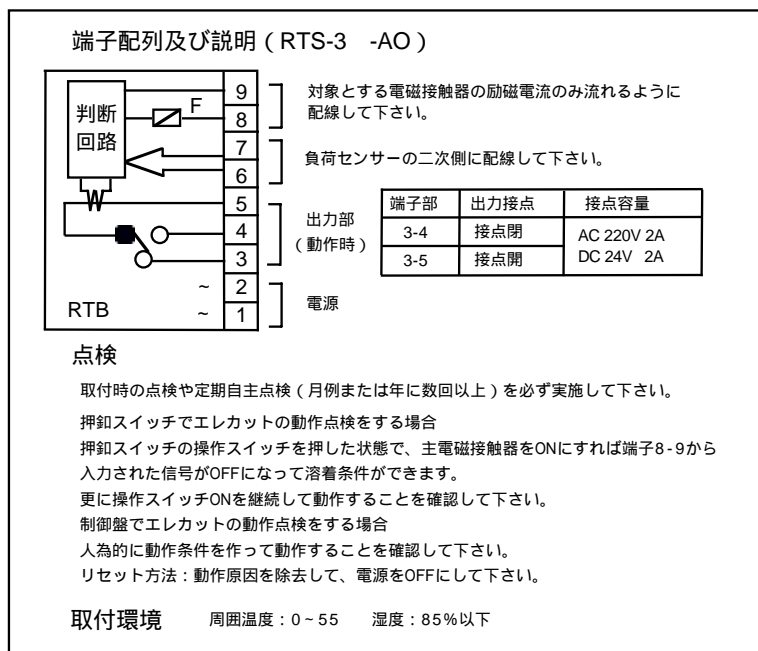 端子配列及び説明（RTS-3　-AO）
判断
回路
F
9
8
7
6
5
4
3
~ 2
~ 1
RTB
対象とする電磁接触器の励磁電流のみ流れるように
配線して下さい。
負荷センサーの二次側に配線して下さい。
出力部
（動作時）
端子部 出力接点 接点容量
3-4 接点閉 AC 220V 2A
3-5 接点開 DC 24V 2A
電源
点検
取付時の点検や定期自主点検（月例または年に数回以上）を必ず実施して下さい。
押釦スイッチでエレカットの動作点検をする場合
押釦スイッチの操作スイッチを押した状態で、主電磁接触器をONにすれば端子8-9から
入力された信号がOFFになって溶着条件ができます。
更に操作スイッチONを継続して動作することを確認して下さい。
制御盤でエレカットの動作点検をする場合
人為的に動作条件を作って動作することを確認して下さい。
リセット方法：動作原因を除去して、電源をOFFにして下さい。
取付環境　周囲温度：0~55　湿度：85%以下